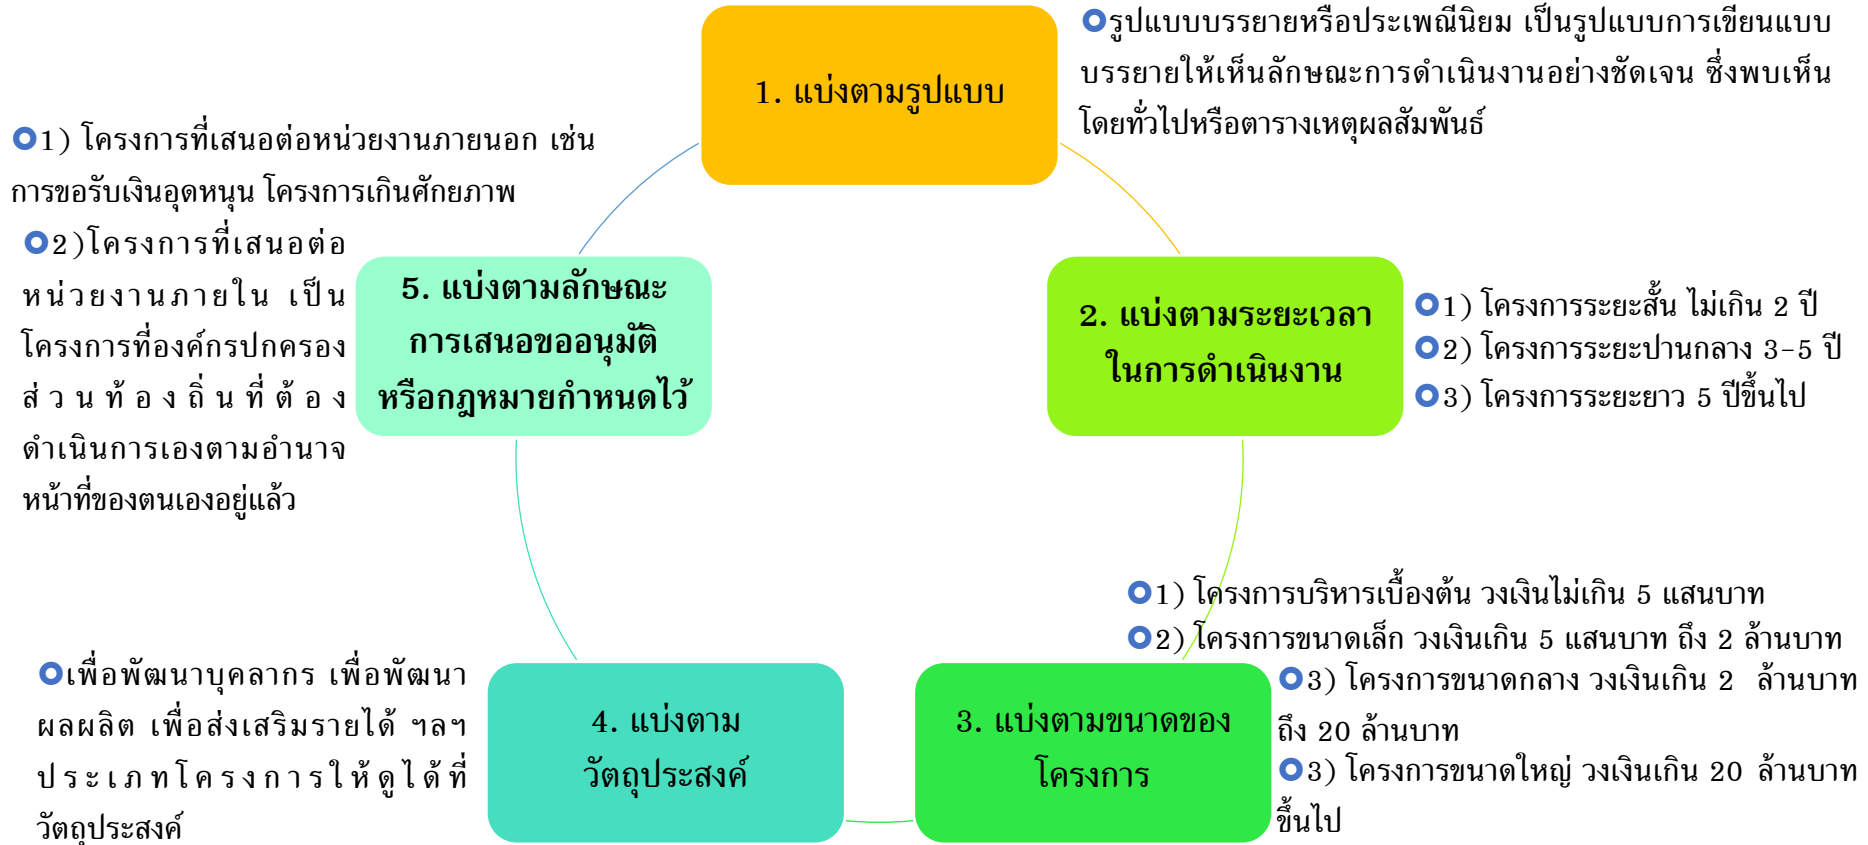 1. แบ่งตามรูปแบบ
รูปแบบบรรยายหรือประเพณีนิยม เป็นรูปแบบการเขียนแบบ
บรรยายให้เห็นลักษณะการดำเนินงานอย่างชัดเจน ซึ่งพบเห็น
โดยทั่วไปหรือตารางเหตุผลสัมพันธ์
2. แบ่งตามระยะเวลา
ในการดำเนินงาน
1) โครงการระยะสั้น ไม่เกิน 2 ปี
2) โครงการระยะปานกลาง 3-5 ปี
3) โครงการระยะยาว 5 ปีขึ้นไป
3. แบ่งตามขนาดของ
โครงการ
1) โครงการบริหารเบื้องต้น วงเงินไม่เกิน 5 แสนบาท
2) โครงการขนาดเล็ก วงเงินเกิน 5 แสนบาท ถึง 2 ล้านบาท
3) โครงการขนาดกลาง วงเงินเกิน 2 ล้านบาท
ถึง 20 ล้านบาท
3) โครงการขนาดใหญ่ วงเงินเกิน 20 ล้านบาท
ขึ้นไป
4. แบ่งตาม
วัตถุประสงค์
เพื่อพัฒนาบุคลากร เพื่อพัฒนา
ผลผลิต เพื่อส่งเสริมรายได้ ฯลฯ
ประเภทโครงการให้ดูได้ที่
วัตถุประสงค์
5. แบ่งตามลักษณะ
การเสนอขออนุมัติ
หรือกฎหมายกำหนดไว้
1) โครงการที่เสนอต่อหน่วยงานภายนอก เช่น
การขอรับเงินอุดหนุน โครงการเกินศักยภาพ
2)โครงการที่เสนอต่อ
หน่วยงานภายใน เป็น
โครงการที่องค์กรปกครอง
ส่วนท้องถิ่นที่ต้อง
ดำเนินการเองตามอำนาจ
หน้าที่ของตนเองอยู่แล้ว